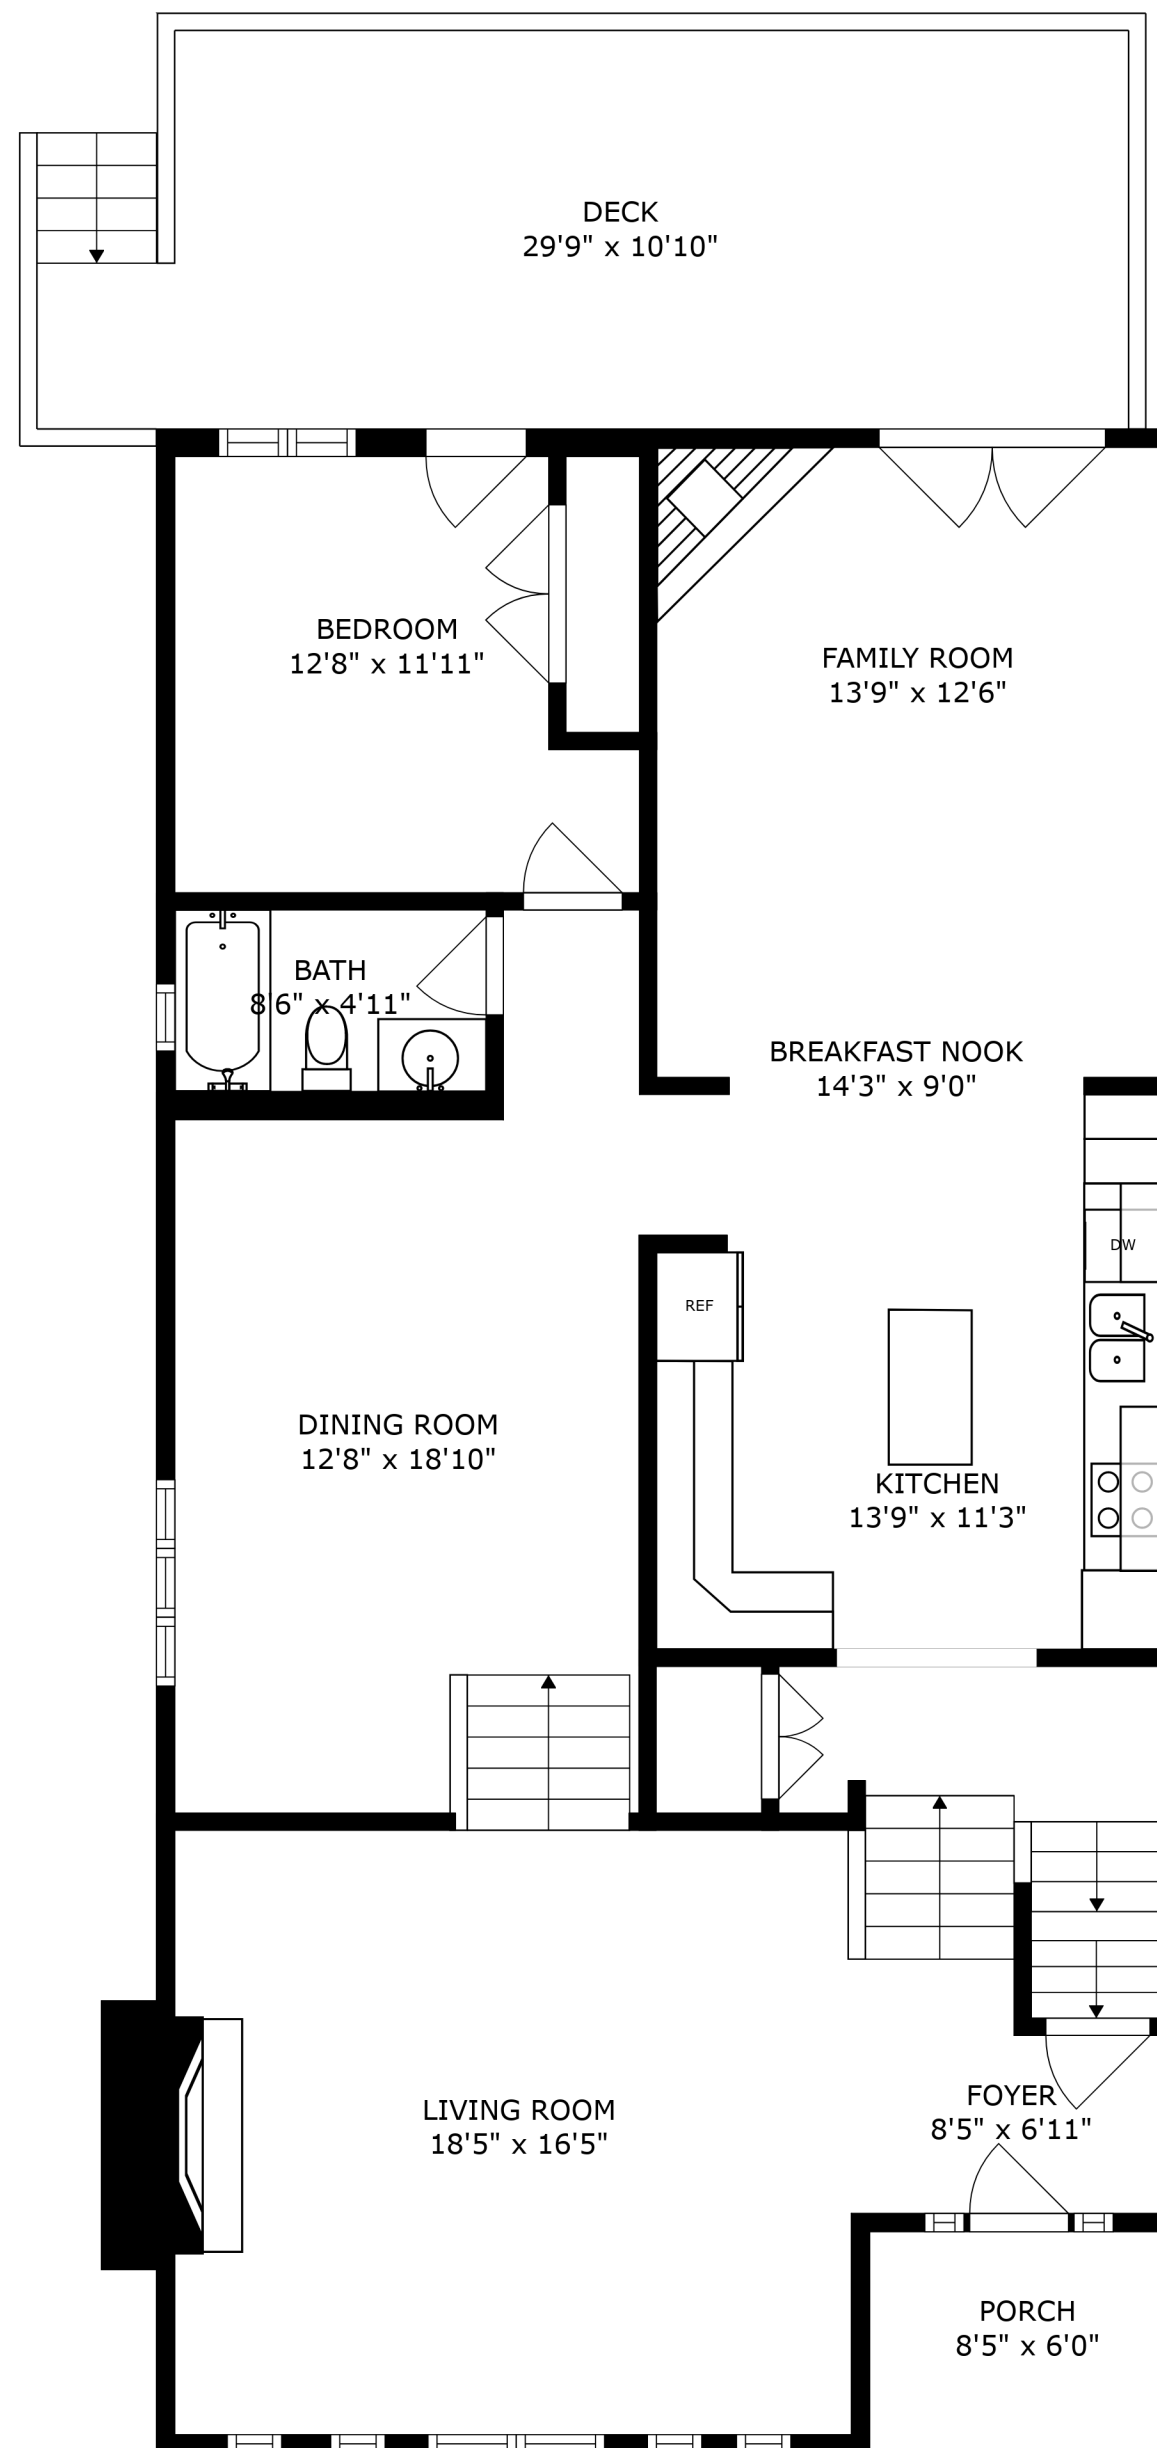 DECK
29'9" x 10'10"
BEDROOM
12'8" x 11'11"
FAMILY ROOM
13'9" x 12'6"
BATH
8'6" x 4'11"
BREAKFAST NOOK
14'3" x 9'0"
DW
REF
DINING ROOM
12'8" x 18'10"
KITCHEN
13'9" x 11'3"
LIVING ROOM
18'5" x 16'5"
FOYER
8'5" x 6'11"
PORCH
8'5" x 6'0"